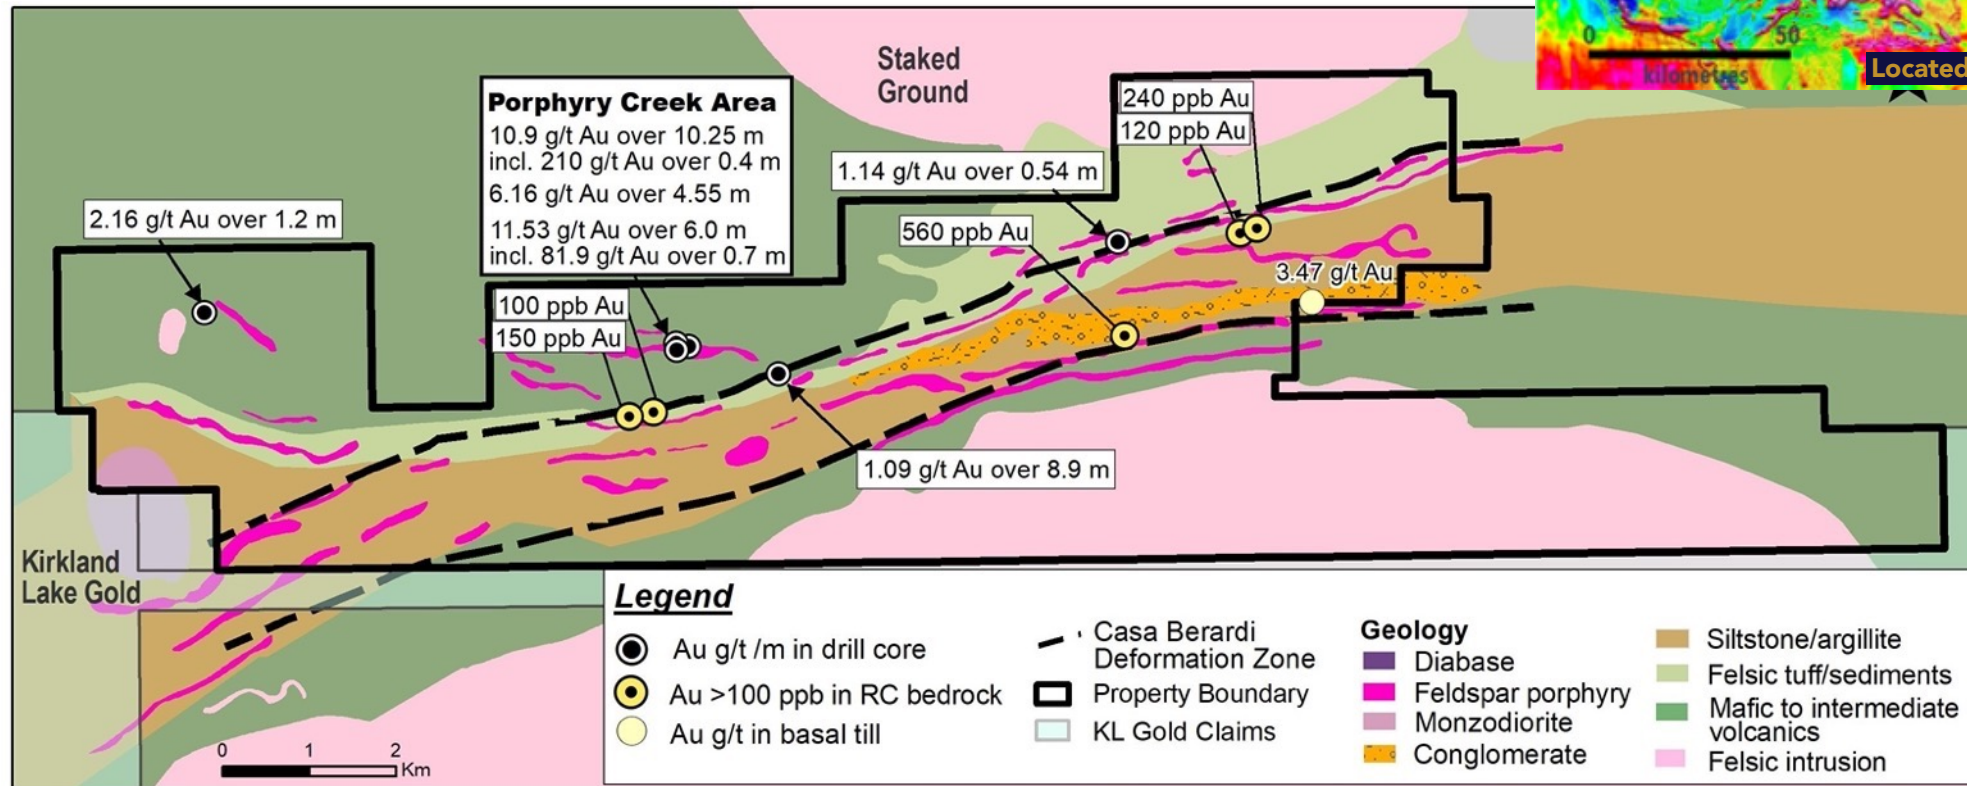 0 50
kilometres
Located
Staked
Ground
Porphyry Creek Area
10.9 g/t Au over 10.25 m
incl. 210 g/t Au over 0.4 m
6.16 g/t Au over 4.55 m
11.53 g/t Au over 6.0 m
incl. 81.9 g/t Au over 0.7 m
240 ppb Au
120 ppb Au
1.14 g/t Au over 0.54 m
2.16 g/t Au over 1.2 m
560 ppb Au
3.47 g/t Au
100 ppb Au
150 ppb Au
1.09 g/t Au over 8.9 m
Kirkland
Lake Gold
0 1 2
Km
Legend
Au g/t /m in drill core
Au >100 ppb in RC bedrock
Au g/t in basal till
Casa Berardi
Deformation Zone
Property Boundary
KL Gold Claims
Geology
Diabase
Feldspar porphyry
Monzodiorite
Conglomerate
Siltstone/argillite
Felsic tuff/sediments
Mafic to intermediate
volcanics
Felsic intrusion